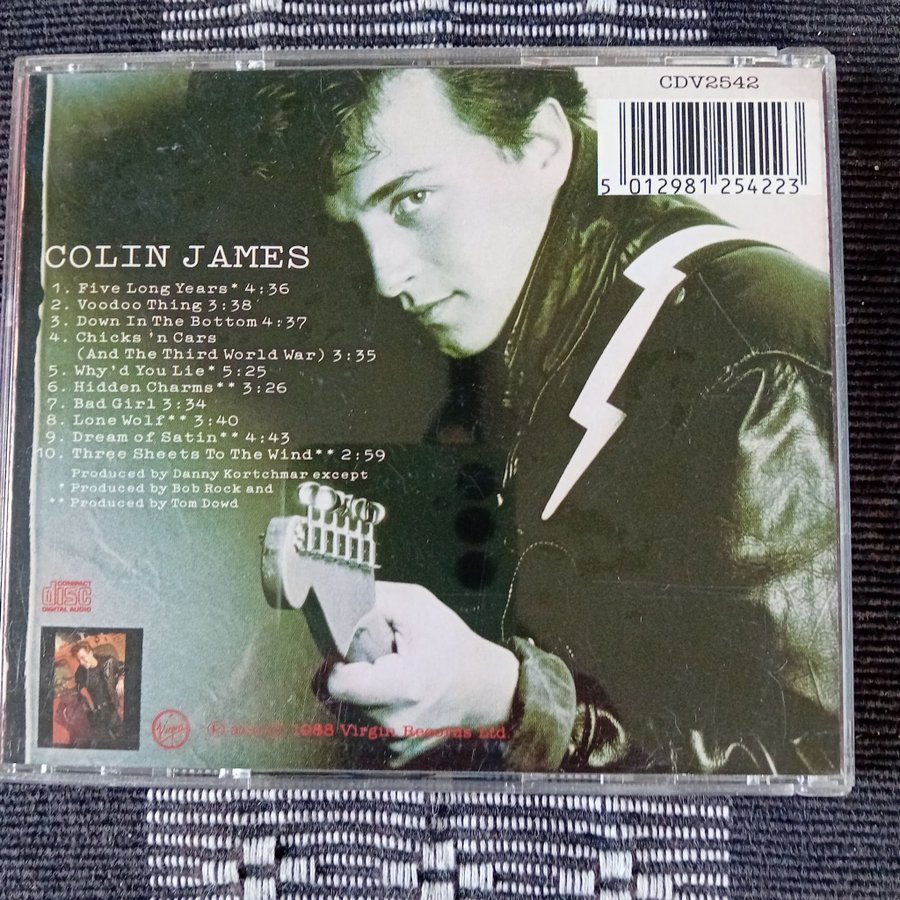 CDV2542
5 012981 254223
COLIN JAMES
1. Five Long Years* 4:36
2. Voodoo Thing 3:38
3. Down In The Bottom 4:37
4. Chicks 'n Cars
(And The Third World War) 3:35
5. Why'd You Lie* 5:25
6. Hidden Charms** 3:26
7. Bad Girl 3:34
8. Lone Wolf** 3:40
9. Dream of Satin** 4:43
10. Three Sheets To The Wind** 2:59
Produced by Danny Kortchmar except
* Produced by Bob Rock and
** Produced by Tom Dowd
COMPACT
disc
DIGITAL AUDIO
Virgin
℗ and © 1988 Virgin Records Ltd.